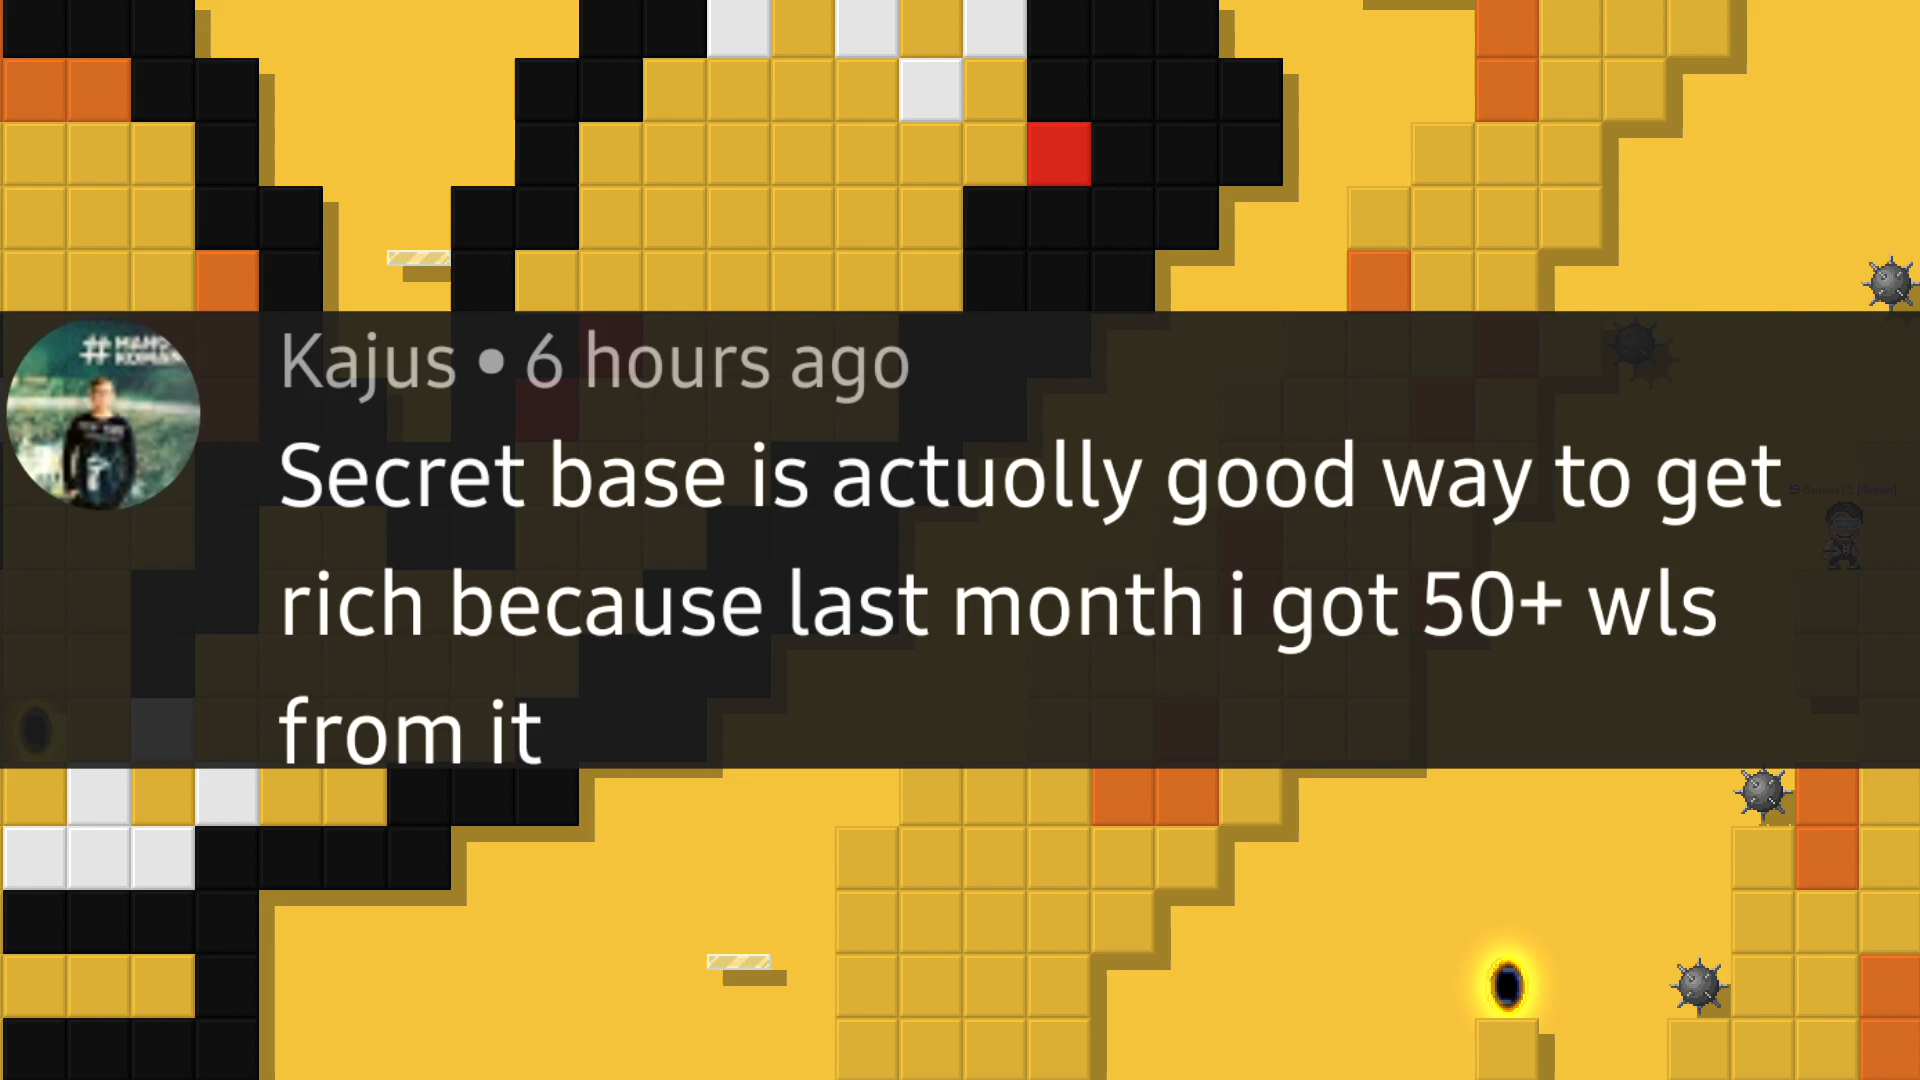 Kajus • 6 hours ago
Secret base is actuolly good way to get
rich because last month i got 50+ wls
from it